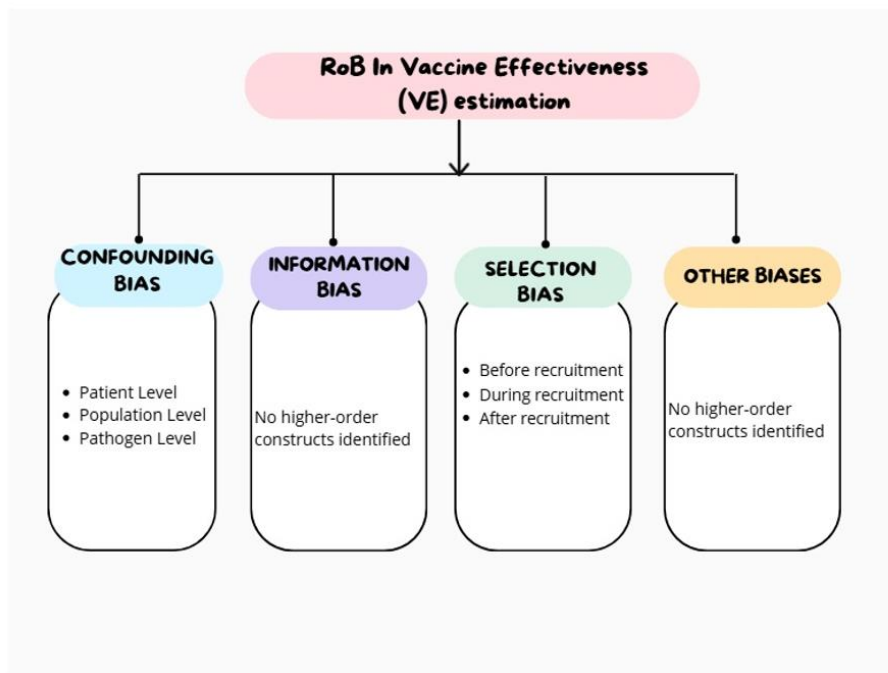 RoB In Vaccine Effectiveness
(VE) estimation
CONFOUNDING
BIAS
• Patient Level
• Population Level
• Pathogen Level
INFORMATION
BIAS
No higher-order
constructs identified
SELECTION
BIAS
• Before recruitment
• During recruitment
• After recruitment
OTHER BIASES
No higher-order
constructs identified